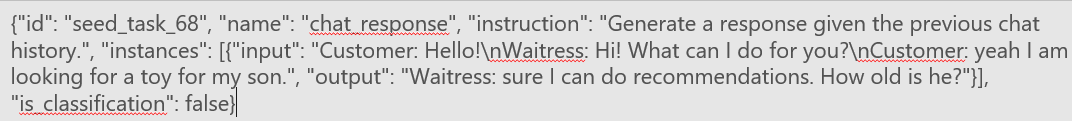 {"id": "seed_task_68", "name": "chat_response", "instruction": "Generate a response given the previous chat
history.", "instances": [{"input": "Customer: Hello!\nWaitress: Hi! What can I do for you?\nCustomer: yeah I am
looking for a toy for my son.", "output": "Waitress: sure I can do recommendations. How old is he?"}],
"is_classification": false}